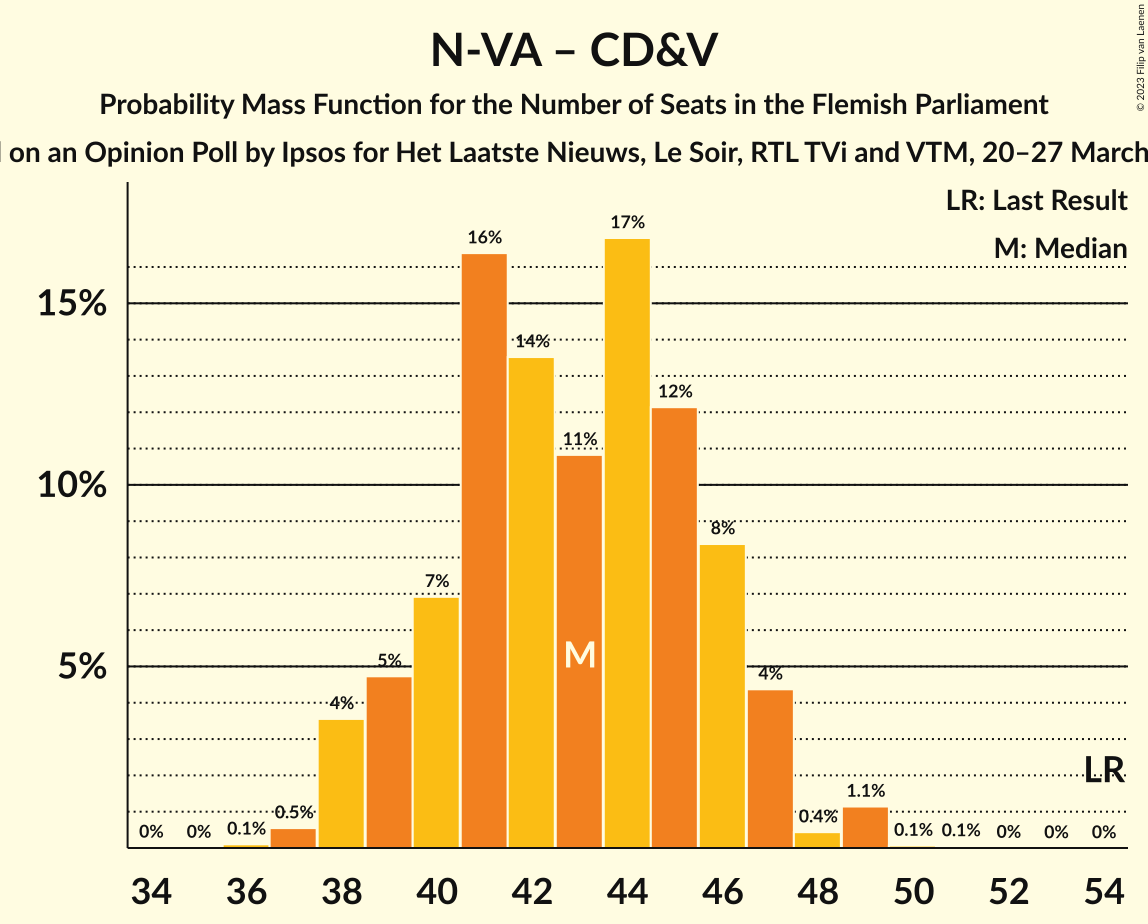 N-VA – CD&V
Probability Mass Function for the Number of Seats in the Flemish Parliament
on an Opinion Poll by Ipsos for Het Laatste Nieuws, Le Soir, RTL TVi and VTM, 20–27 March
© 2023 Filip van Laenen
LR: Last Result
M: Median
17%
16%
15%
14%
12%
11%
10%
8%
7%
M
5%
5%
4%
4%
LR
1.1%
0.5%
0.4%
0% 0% 0.1% 0.1% 0.1% 0% 0% 0%
34 36 38 40 42 44 46 48 50 52 54